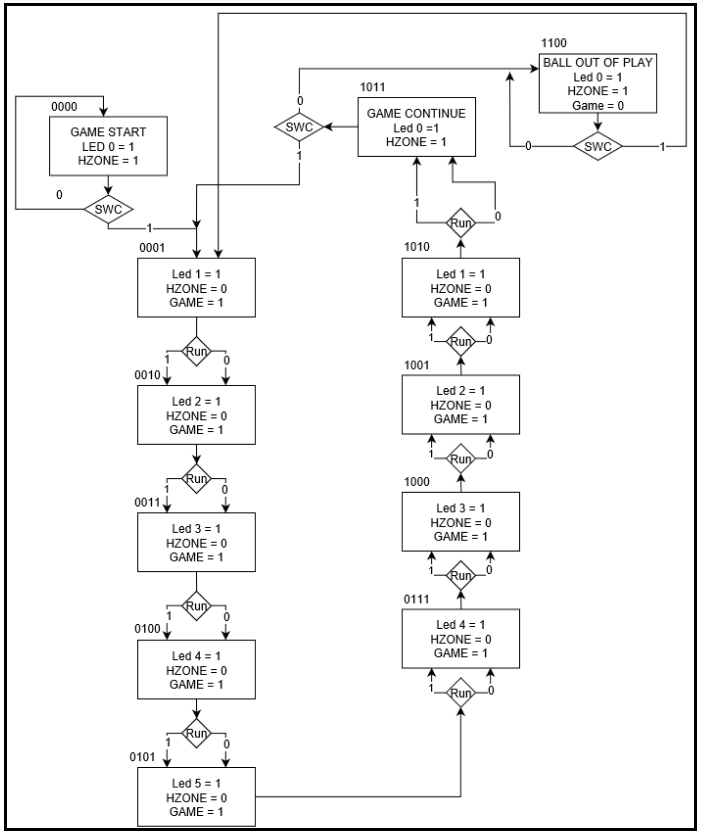 1100
BALL OUT OF PLAY
Led 0 = 1
HZONE = 1
Game = 0
SWC
0
1
1011
GAME CONTINUE
Led 0 =1
HZONE = 1
SWC
0
1
0000
GAME START
LED 0 = 1
HZONE = 1
SWC
0
1
0001
Led 1 = 1
HZONE = 0
GAME = 1
Run
1
0
0010
Led 2 = 1
HZONE = 0
GAME = 1
Run
1
0
0011
Led 3 = 1
HZONE = 0
GAME = 1
Run
1
0
0100
Led 4 = 1
HZONE = 0
GAME = 1
Run
1
0
0101
Led 5 = 1
HZONE = 0
GAME = 1
Run
1
0
1010
Led 1 = 1
HZONE = 0
GAME = 1
Run
1
0
1001
Led 2 = 1
HZONE = 0
GAME = 1
Run
1
0
1000
Led 3 = 1
HZONE = 0
GAME = 1
Run
1
0
0111
Led 4 = 1
HZONE = 0
GAME = 1
Run
1
0